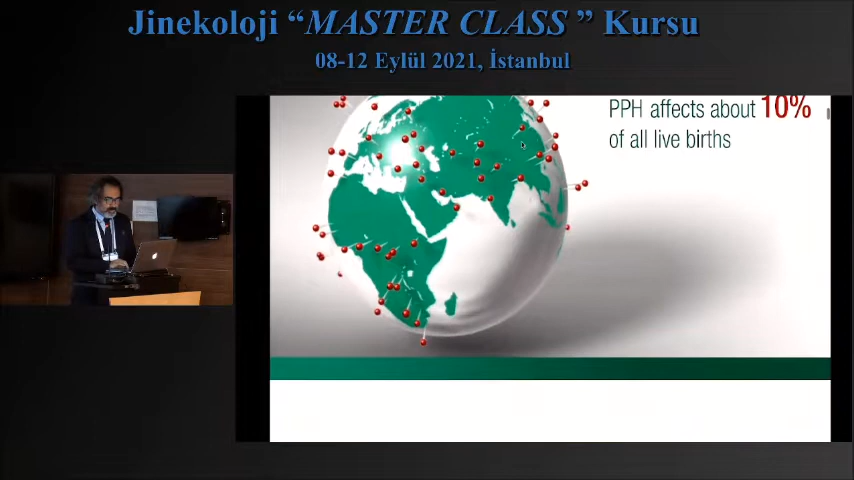 Jinekoloji “MASTER CLASS ” Kursu
08-12 Eylül 2021, İstanbul
PPH affects about 10%
of all live births